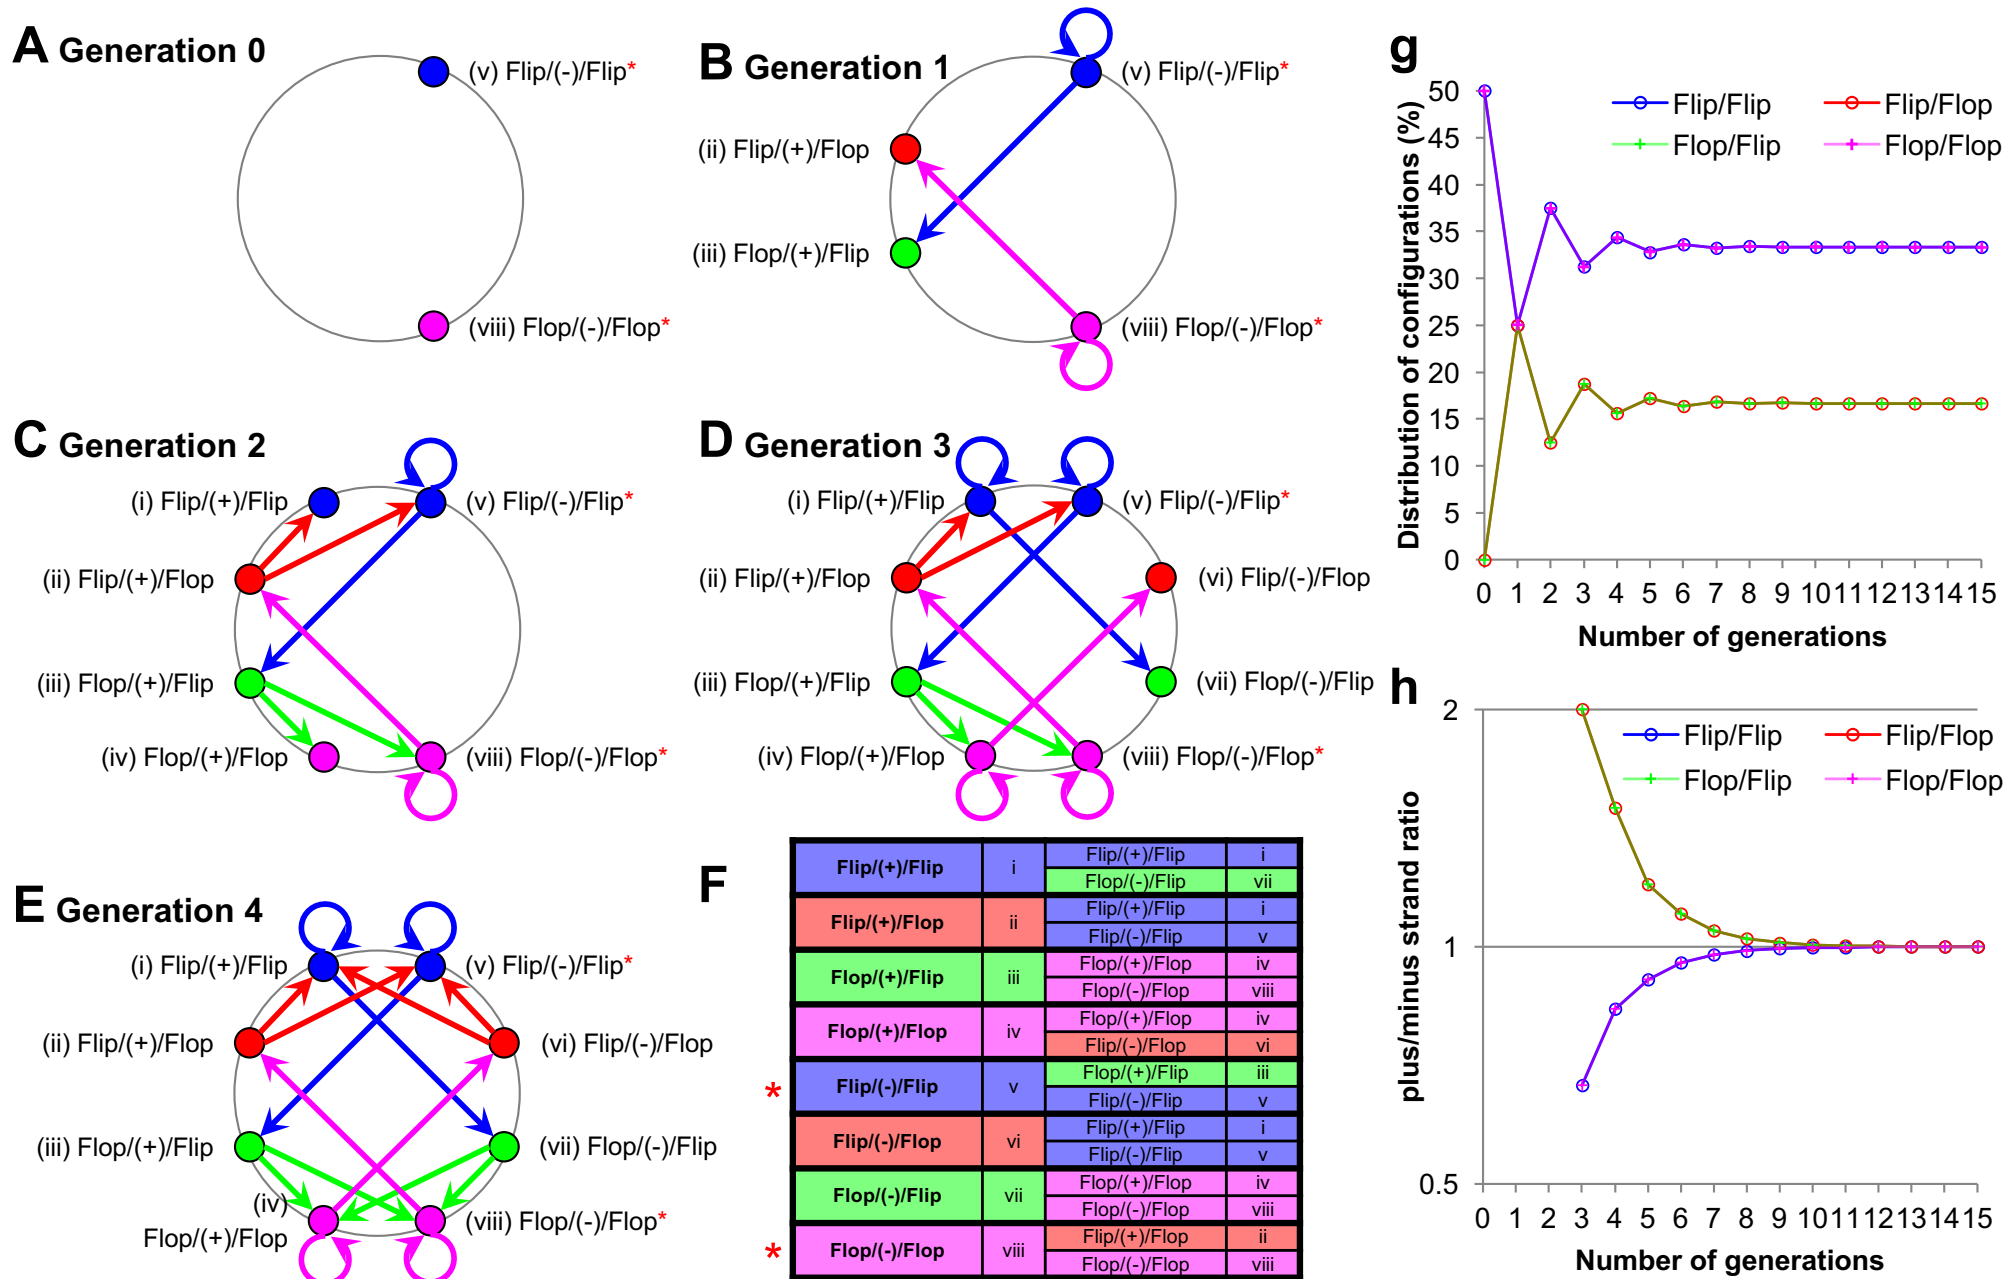 A Generation 0
(v) Flip/(-)/Flip*
(viii) Flop/(-)/Flop*
B Generation 1
(v) Flip/(-)/Flip*
(ii) Flip/(+)/Flop
(iii) Flop/(+)/Flip
(viii) Flop/(-)/Flop*
C Generation 2
(i) Flip/(+)/Flip
(v) Flip/(-)/Flip*
(ii) Flip/(+)/Flop
(iii) Flop/(+)/Flip
(iv) Flop/(+)/Flop
(viii) Flop/(-)/Flop*
D Generation 3
(i) Flip/(+)/Flip
(v) Flip/(-)/Flip*
(ii) Flip/(+)/Flop
(vi) Flip/(-)/Flop
(iii) Flop/(+)/Flip
(vii) Flop/(-)/Flip
(iv) Flop/(+)/Flop
(viii) Flop/(-)/Flop*
E Generation 4
(i) Flip/(+)/Flip
(v) Flip/(-)/Flip*
(ii) Flip/(+)/Flop
(vi) Flip/(-)/Flop
(iii) Flop/(+)/Flip
(vii) Flop/(-)/Flip
(iv)
Flop/(+)/Flop
(viii) Flop/(-)/Flop*
F
Flip/(+)/Flip i Flip/(+)/Flip i
Flop/(-)/Flip vii
Flip/(+)/Flop ii Flip/(+)/Flip i
Flip/(-)/Flip v
Flop/(+)/Flip iii Flop/(+)/Flop iv
Flop/(-)/Flop viii
Flop/(+)/Flop iv Flop/(+)/Flop iv
Flip/(-)/Flop vi
* Flip/(-)/Flip v Flop/(+)/Flip iii
Flip/(-)/Flip v
Flip/(-)/Flop vi Flip/(+)/Flip i
Flip/(-)/Flip v
Flop/(-)/Flip vii Flop/(+)/Flop iv
Flop/(-)/Flop viii
* Flop/(-)/Flop viii Flip/(+)/Flop ii
Flop/(-)/Flop viii
g
Distribution of configurations (%)
50
45
40
35
30
25
20
15
10
5
0
Flip/Flip Flip/Flop
Flop/Flip Flop/Flop
0 1 2 3 4 5 6 7 8 9 10 11 12 13 14 15
Number of generations
h
plus/minus strand ratio
2
1
0.5
Flip/Flip Flip/Flop
Flop/Flip Flop/Flop
0 1 2 3 4 5 6 7 8 9 10 11 12 13 14 15
Number of generations